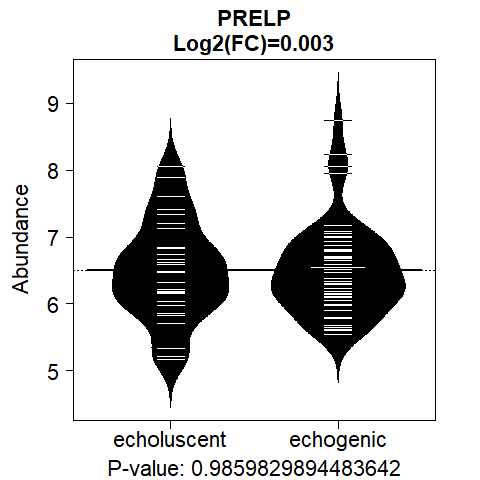 PRELP
Log2(FC)=0.003
Abundance
9
8
7
6
5
echoluscent echogenic
P-value: 0.9859829894483642